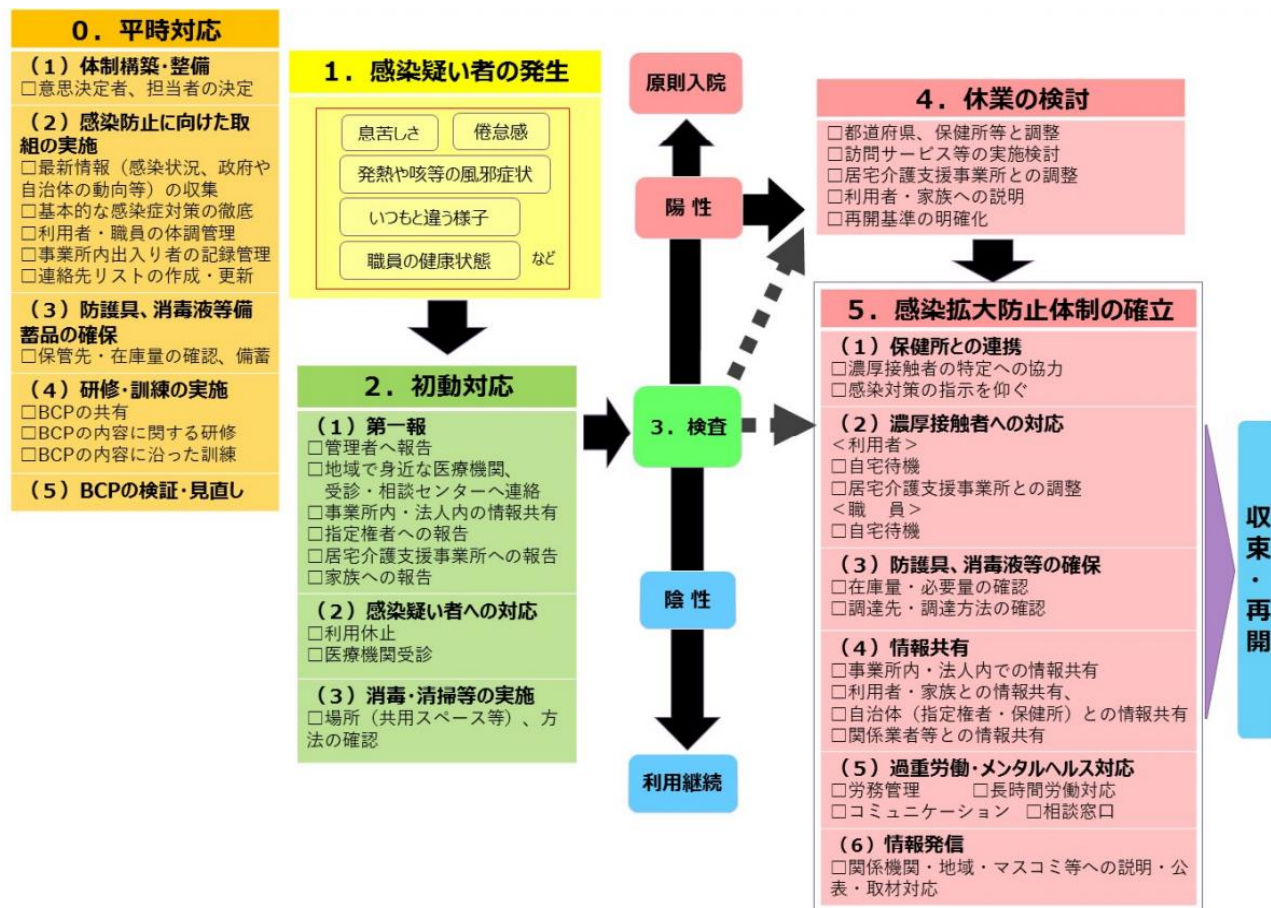 ０．平時対応
（１）体制構築・整備
□意思決定者、担当者の決定
（２）感染防止に向けた取
組の実施
□最新情報（感染状況、政府や
自治体の動向等）の収集
□基本的な感染症対策の徹底
□利用者・職員の体調管理
□事業所内出入り者の記録管理
□連絡先リストの作成・更新
（３）防護具、消毒液等備
蓄品の確保
□保管先・在庫量の確認、備蓄
（４）研修・訓練の実施
□BCPの共有
□BCPの内容に関する研修
□BCPの内容に沿った訓練
（５）BCPの検証・見直し
１．感染疑い者の発生
息苦しさ
倦怠感
発熱や咳等の風邪症状
いつもと違う様子
職員の健康状態
など
２．初動対応
（１）第一報
□管理者へ報告
□地域で身近な医療機関、
受診・相談センターへ連絡
□事業所内・法人内の情報共有
□指定権者への報告
□居宅介護支援事業所への報告
□家族への報告
（２）感染疑い者への対応
□利用休止
□医療機関受診
（３）消毒・清掃等の実施
□場所（共用スペース等）、方
法の確認
原則入院
陽 性
３．検査
陰 性
利用継続
４．休業の検討
□都道府県、保健所等と調整
□訪問サービス等の実施検討
□居宅介護支援事業所との調整
□利用者・家族への説明
□再開基準の明確化
５．感染拡大防止体制の確立
（１）保健所との連携
□濃厚接触者の特定への協力
□感染対策の指示を仰ぐ
（２）濃厚接触者への対応
＜利用者＞
□自宅待機
□居宅介護支援事業所との調整
＜職　員＞
□自宅待機
（３）防護具、消毒液等の確保
□在庫量・必要量の確認
□調達先・調達方法の確認
（４）情報共有
□事業所内・法人内での情報共有
□利用者・家族との情報共有、
□自治体（指定権者・保健所）との情報共有
□関係業者等との情報共有
（５）過重労働・メンタルヘルス対応
□労務管理　□長時間労働対応
□コミュニケーション　□相談窓口
（６）情報発信
□関係機関・地域・マスコミ等への説明・公
表・取材対応
収束・再開